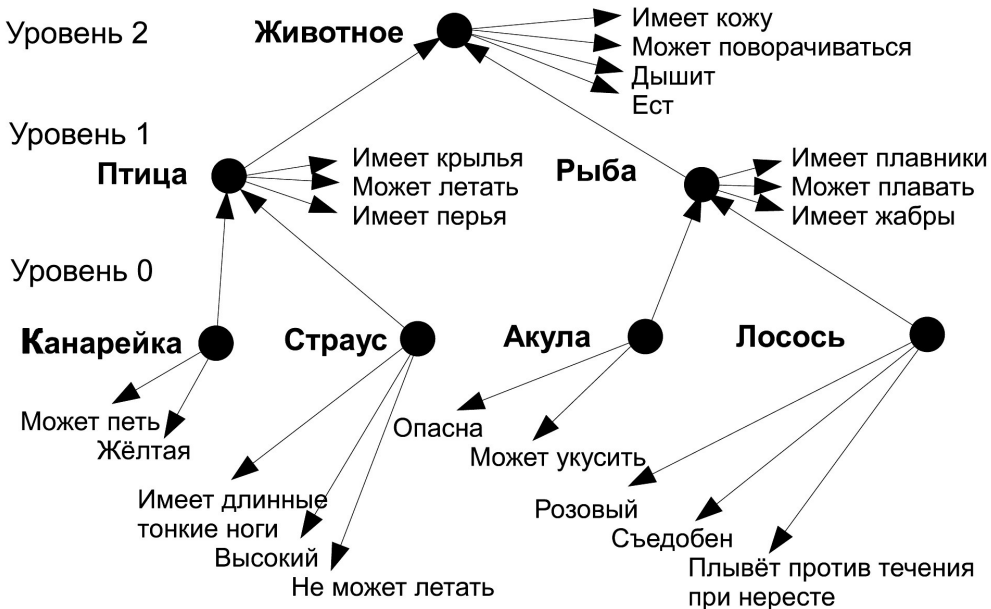 Уровень 2
Животное
Имеет кожу
Может поворачиваться
Дышит
Ест
Уровень 1
Птица
Имеет крылья
Может летать
Имеет перья
Рыба
Имеет плавники
Может плавать
Имеет жабры
Уровень 0
Канарейка
Страус
Акула
Лосось
Может петь
Жёлтая
Имеет длинные
тонкие ноги
Высокий
Не может летать
Опасна
Может укусить
Розовый
Съедобен
Плывёт против течения
при нересте